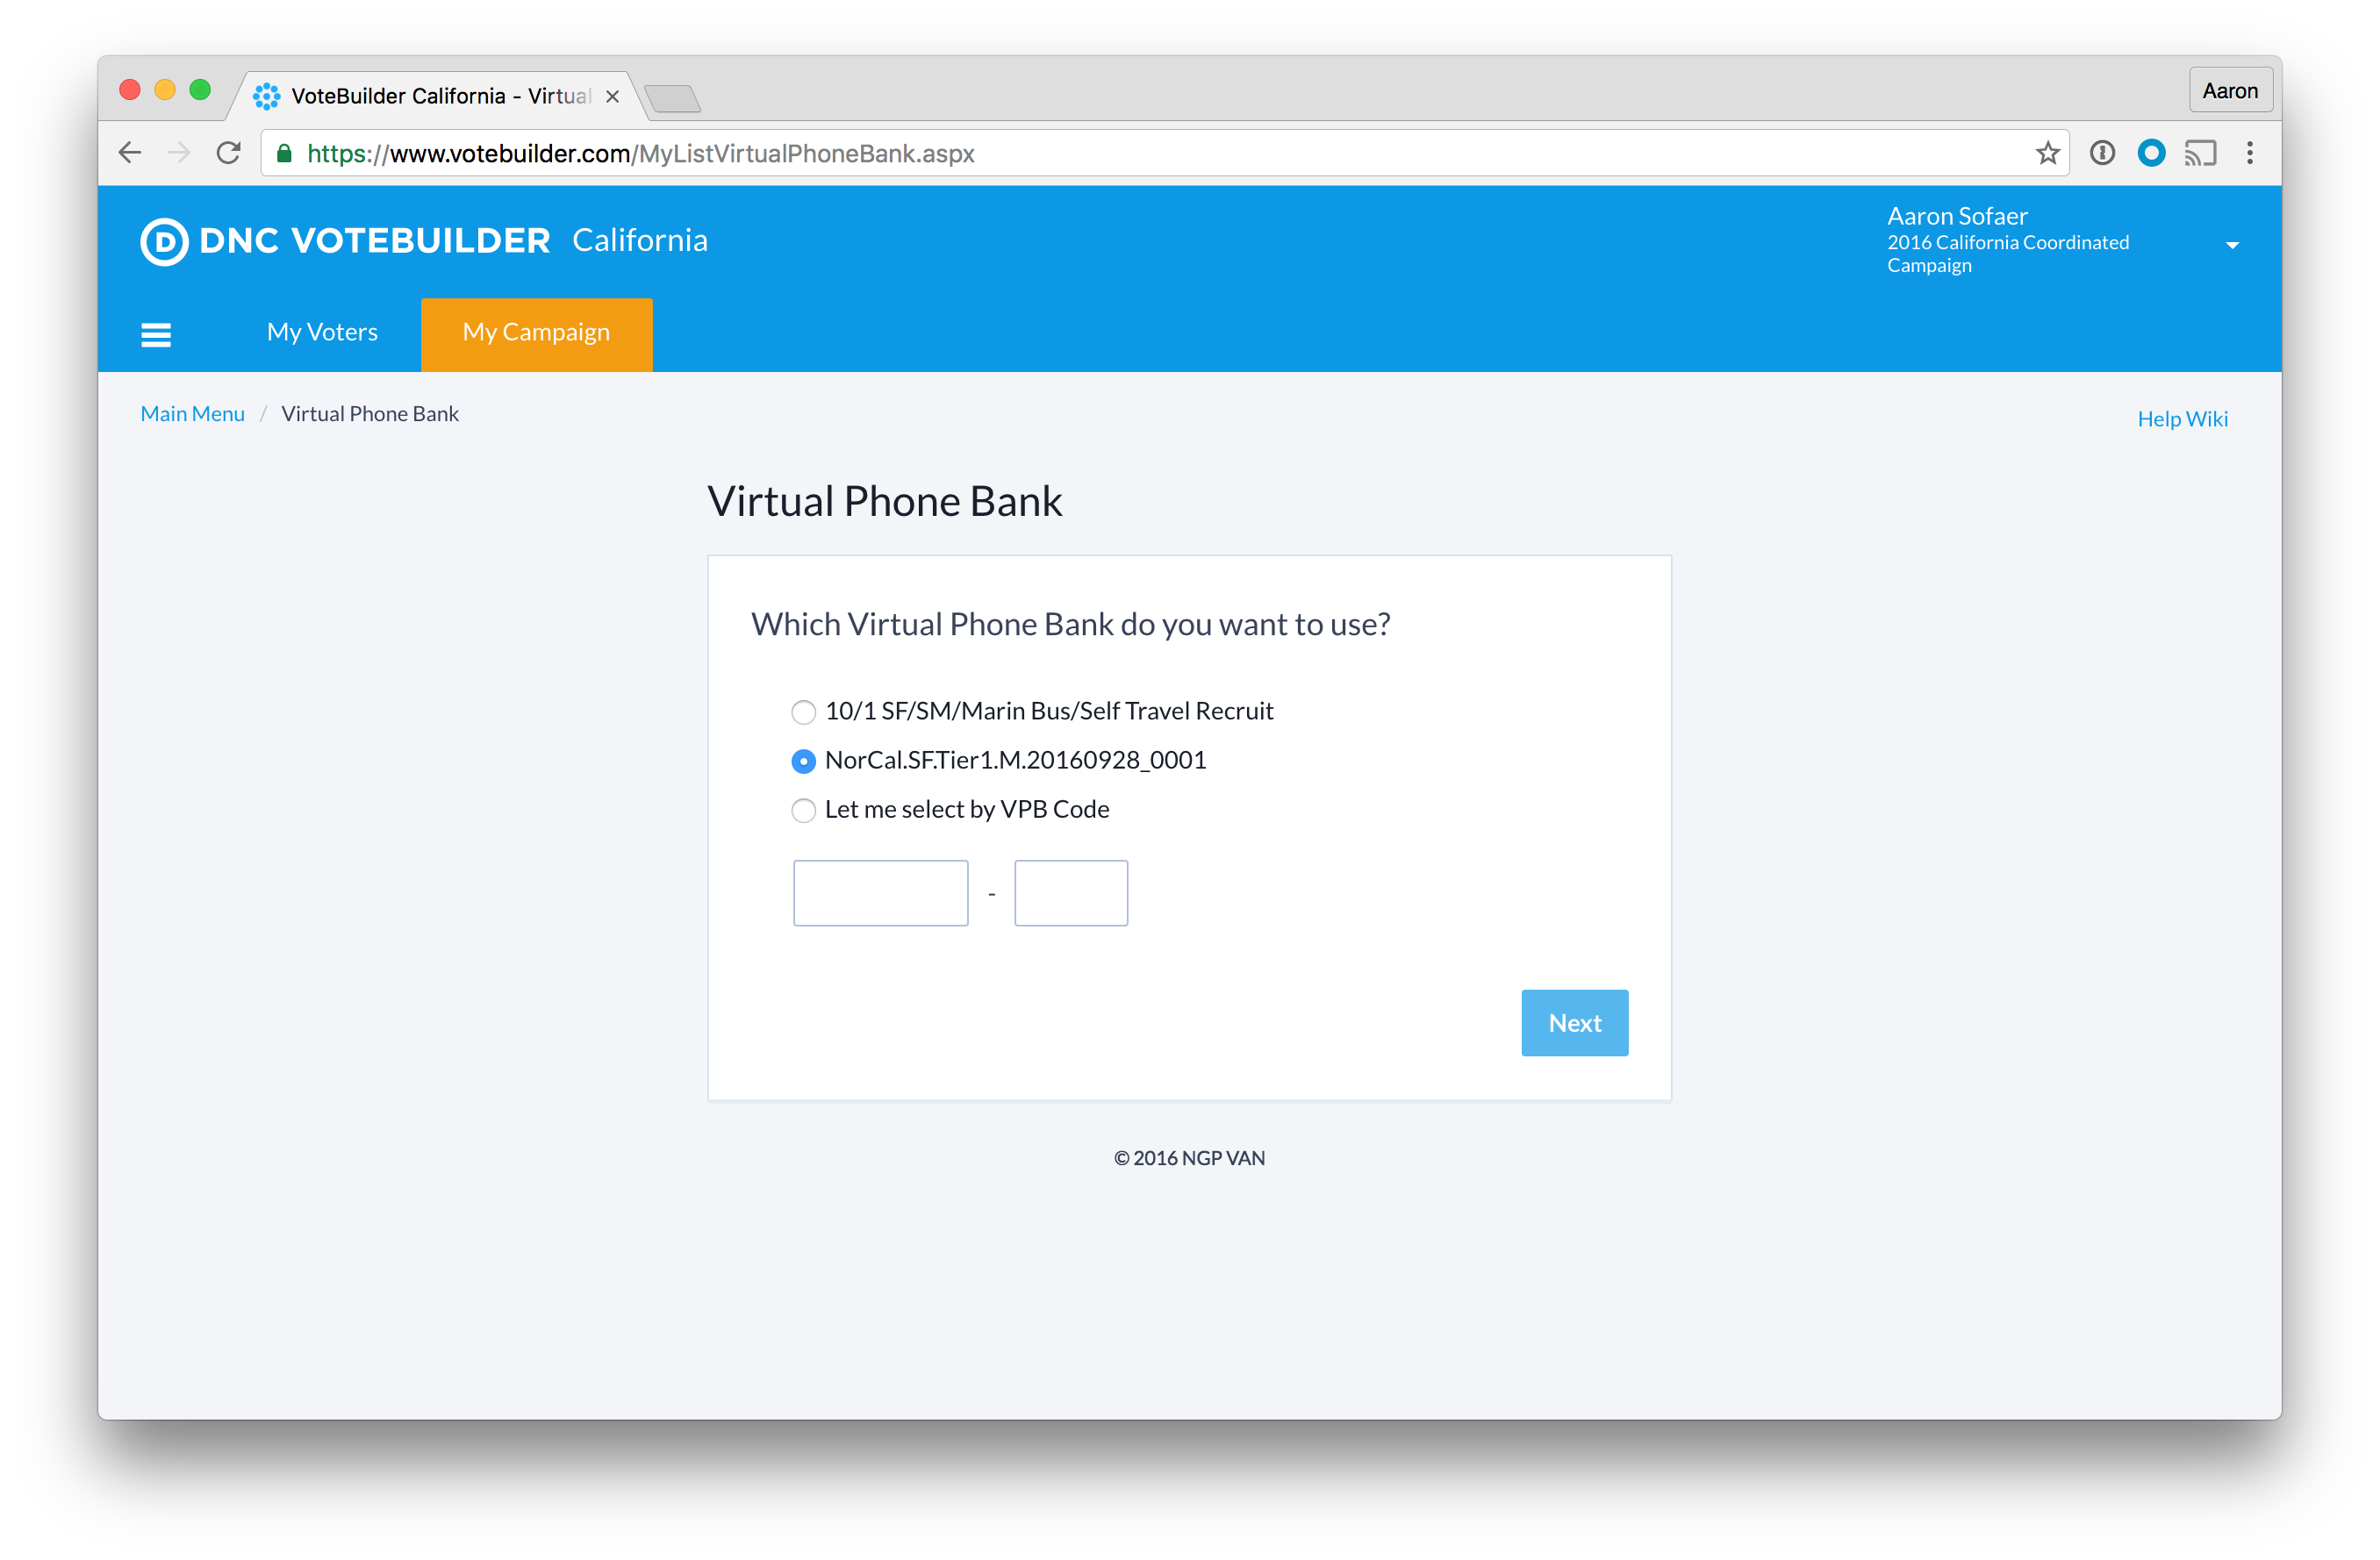 VoteBuilder California - Virtual
Aaron
https://www.votebuilder.com/MyListVirtualPhoneBank.aspx
DNC VOTEBUILDER California
Aaron Sofaer
2016 California Coordinated
Campaign
My Voters
My Campaign
Main Menu / Virtual Phone Bank
Help Wiki
Virtual Phone Bank
Which Virtual Phone Bank do you want to use?
10/1 SF/SM/Marin Bus/Self Travel Recruit
NorCal.SF.Tier1.M.20160928_0001
Let me select by VPB Code
-
Next
© 2016 NGP VAN